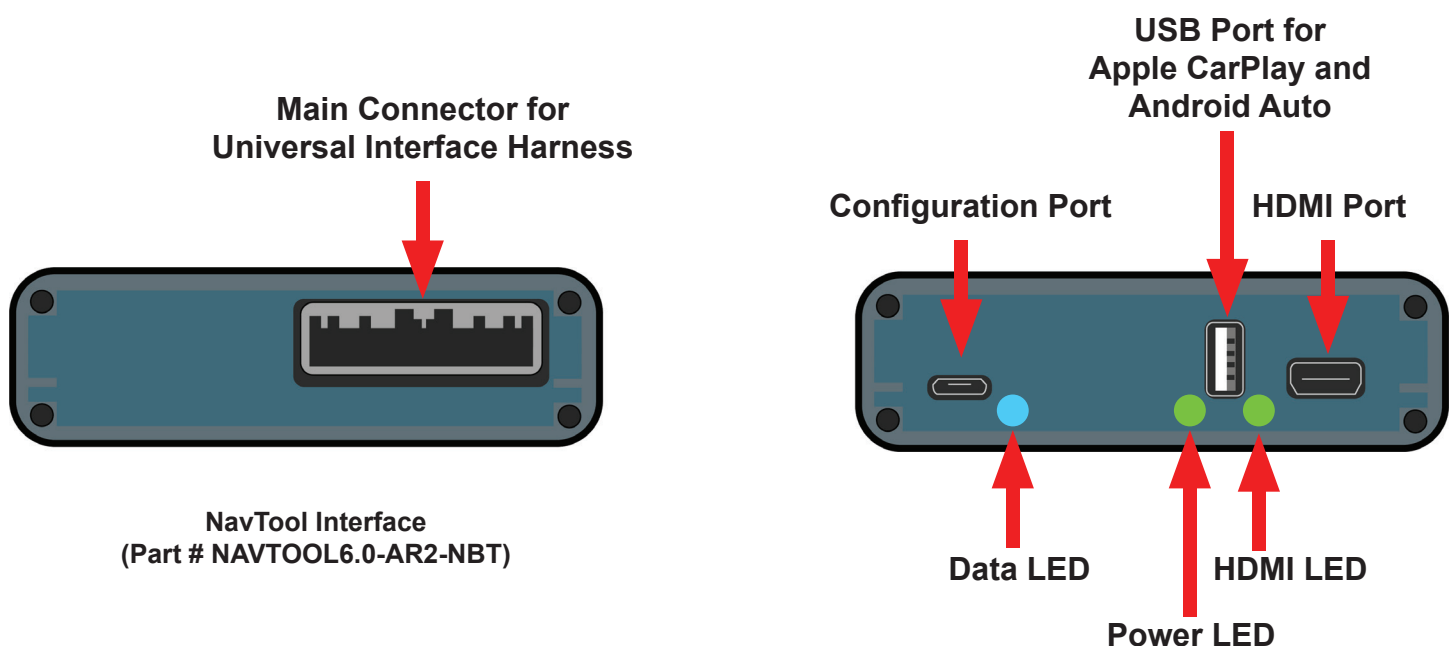 Main Connector for
Universal Interface Harness
NavTool Interface
(Part # NAVTOOL6.0-AR2-NBT)
USB Port for
Apple CarPlay and
Android Auto
Configuration Port
HDMI Port
Data LED
HDMI LED
Power LED